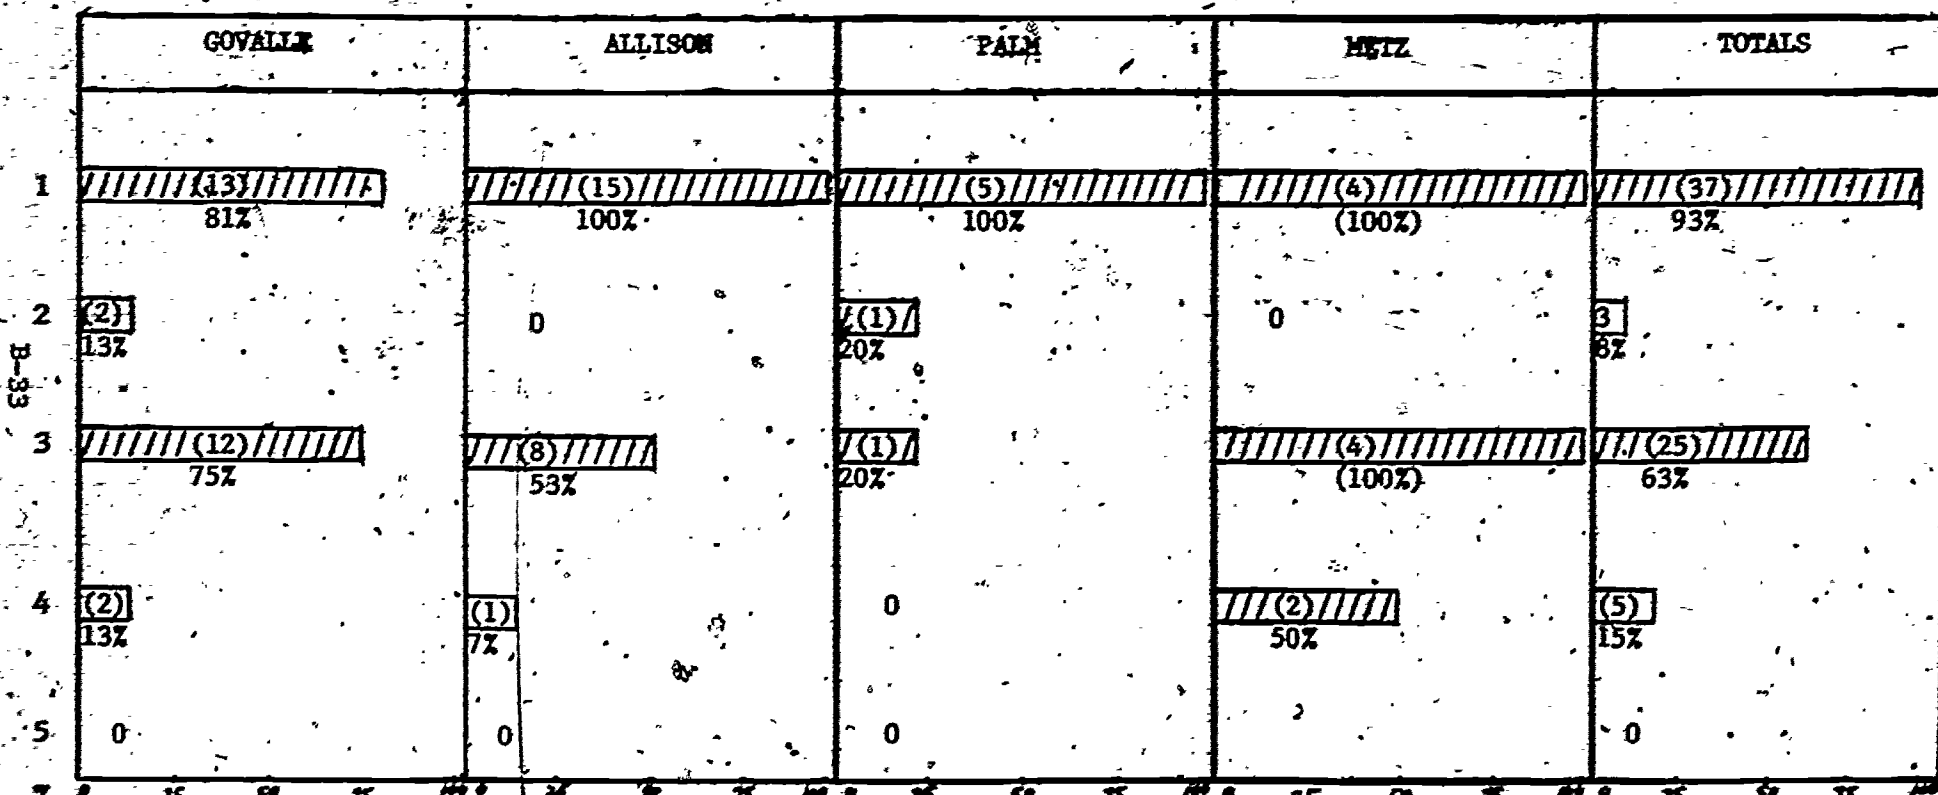 GOVALLE ALLISON PALM METZ TOTALS
1 (13) (15) (5) (4) (37)
81% 100% 100% (100%) 93%
2 (2) 0 (1) 0 3
13% 20% 8%
B-33
3 (12) (8) (1) (4) (25)
75% 53% 20% (100%) 63%
4 (2) (1) 0 (2) (5)
13% 7% 50% 15%
5 0 0 0 0